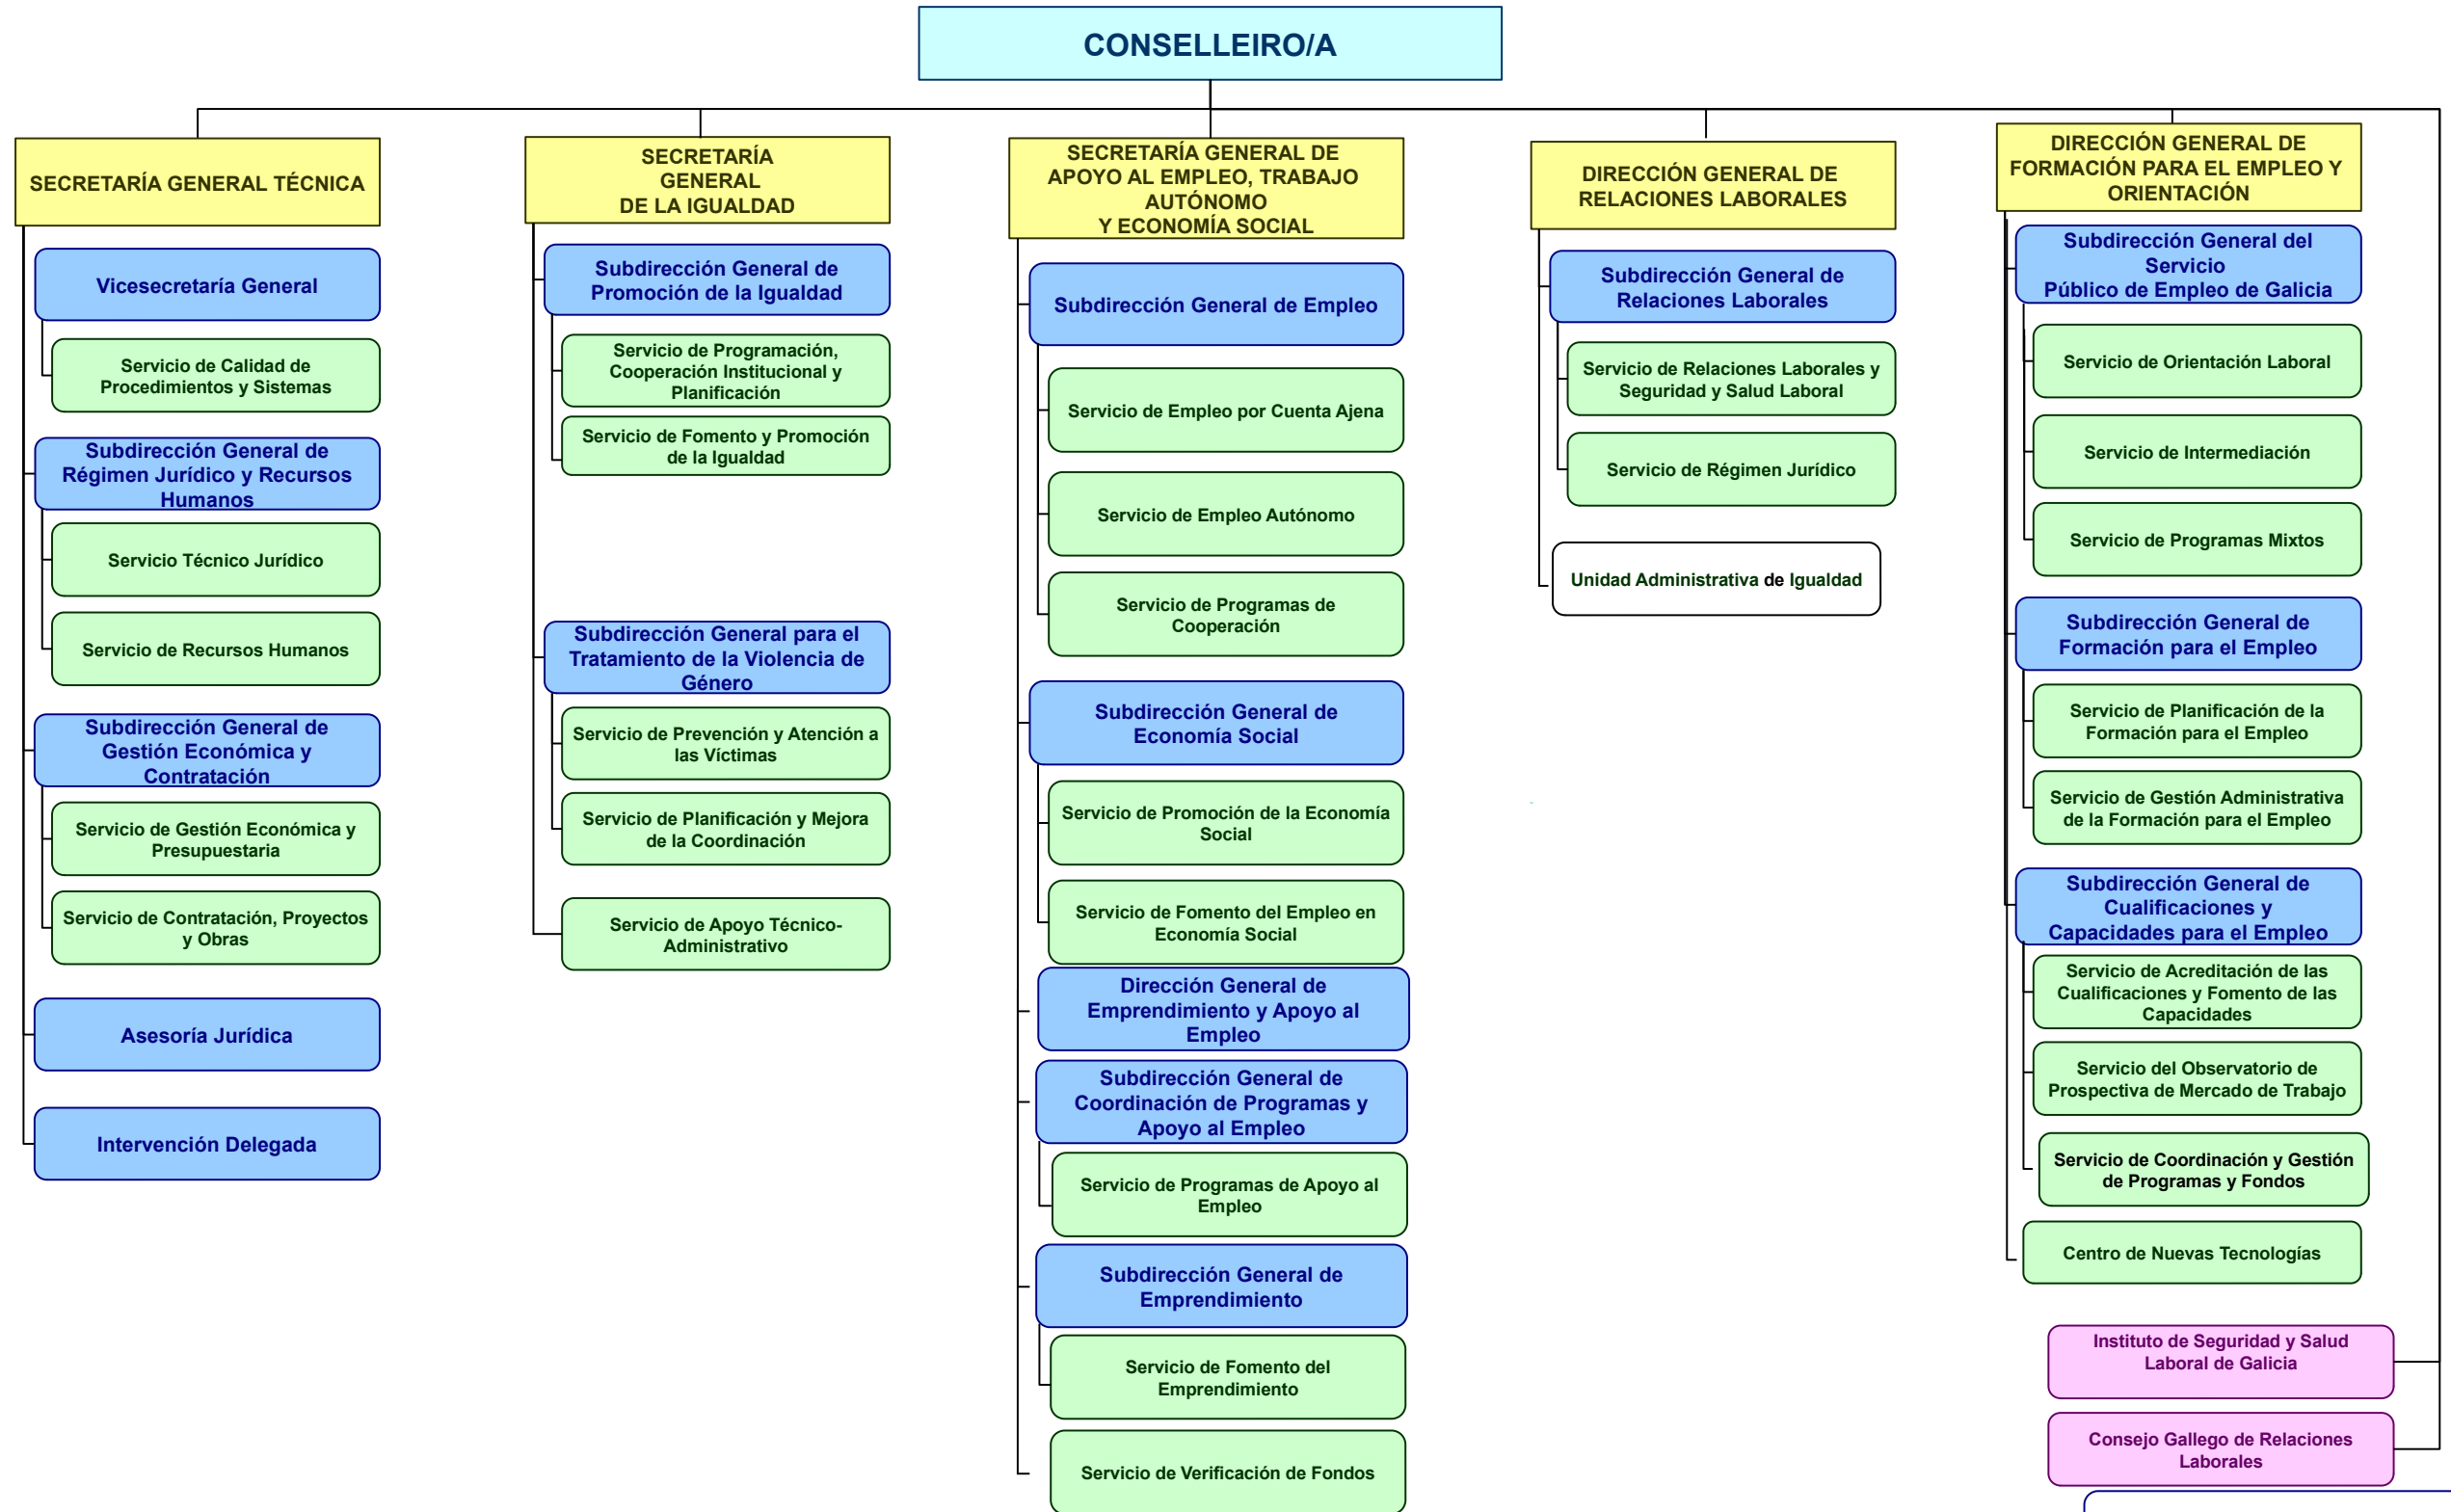 CONSELLEIRO/A
SECRETARÍA GENERAL TÉCNICA
Vicesecretaría General
Servicio de Calidad de
Procedimientos y Sistemas
Subdirección General de
Régimen Jurídico y Recursos
Humanos
Servicio Técnico Jurídico
Servicio de Recursos Humanos
Subdirección General de
Gestión Económica y
Contratación
Servicio de Gestión Económica y
Presupuestaria
Servicio de Contratación, Proyectos
y Obras
Asesoría Jurídica
Intervención Delegada
SECRETARÍA
GENERAL
DE LA IGUALDAD
Subdirección General de
Promoción de la Igualdad
Servicio de Programación,
Cooperación Institucional y
Planificación
Servicio de Fomento y Promoción
de la Igualdad
Subdirección General para el
Tratamiento de la Violencia de
Género
Servicio de Prevención y Atención a
las Víctimas
Servicio de Planificación y Mejora
de la Coordinación
Servicio de Apoyo Técnico-
Administrativo
SECRETARÍA GENERAL DE
APOYO AL EMPLEO, TRABAJO
AUTÓNOMO
Y ECONOMÍA SOCIAL
Subdirección General de Empleo
Servicio de Empleo por Cuenta Ajena
Servicio de Empleo Autónomo
Servicio de Programas de
Cooperación
Subdirección General de
Economía Social
Servicio de Promoción de la Economía
Social
Servicio de Fomento del Empleo en
Economía Social
Dirección General de
Emprendimiento y Apoyo al
Empleo
Subdirección General de
Coordinación de Programas y
Apoyo al Empleo
Servicio de Programas de Apoyo al
Empleo
Subdirección General de
Emprendimiento
Servicio de Fomento del
Emprendimiento
Servicio de Verificación de Fondos
DIRECCIÓN GENERAL DE
RELACIONES LABORALES
Subdirección General de
Relaciones Laborales
Servicio de Relaciones Laborales y
Seguridad y Salud Laboral
Servicio de Régimen Jurídico
Unidad Administrativa de Igualdad
DIRECCIÓN GENERAL DE
FORMACIÓN PARA EL EMPLEO Y
ORIENTACIÓN
Subdirección General del
Servicio
Público de Empleo de Galicia
Servicio de Orientación Laboral
Servicio de Intermediación
Servicio de Programas Mixtos
Subdirección General de
Formación para el Empleo
Servicio de Planificación de la
Formación para el Empleo
Servicio de Gestión Administrativa
de la Formación para el Empleo
Subdirección General de
Cualificaciones y
Capacidades para el Empleo
Servicio de Acreditación de las
Cualificaciones y Fomento de las
Capacidades
Servicio del Observatorio de
Prospectiva de Mercado de Trabajo
Servicio de Coordinación y Gestión
de Programas y Fondos
Centro de Nuevas Tecnologías
Instituto de Seguridad y Salud
Laboral de Galicia
Consejo Gallego de Relaciones
Laborales